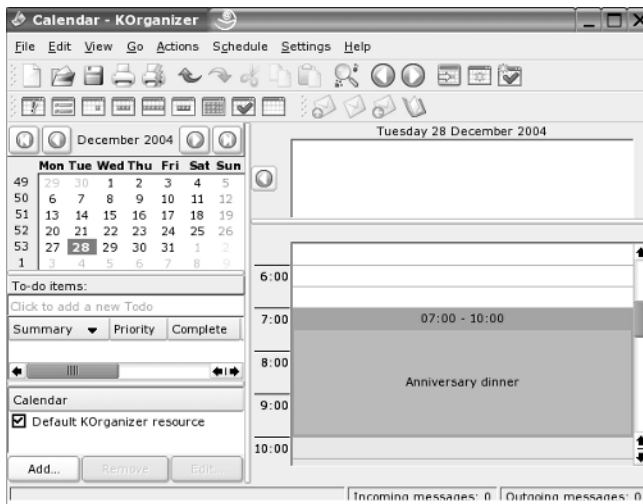 Calendar - KOrganizer
File Edit View Go Actions Schedule Settings Help
December 2004
Mon Tue Wed Thu Fri Sat Sun
49 29 30 1 2 3 4 5
50 6 7 8 9 10 11 12
51 13 14 15 16 17 18 19
52 20 21 22 23 24 25 26
53 27 28 29 30 31 1 2
1 3 4 5 6 7 8 9
To-do items:
Click to add a new Todo
Summary Priority Complete
Calendar
Default KOrganizer resource
Add... Remove Edit...
Tuesday 28 December 2004
6:00
7:00
07:00 - 10:00
8:00
Anniversary dinner
9:00
10:00
Incoming messages: 0 Outgoing messages: 0